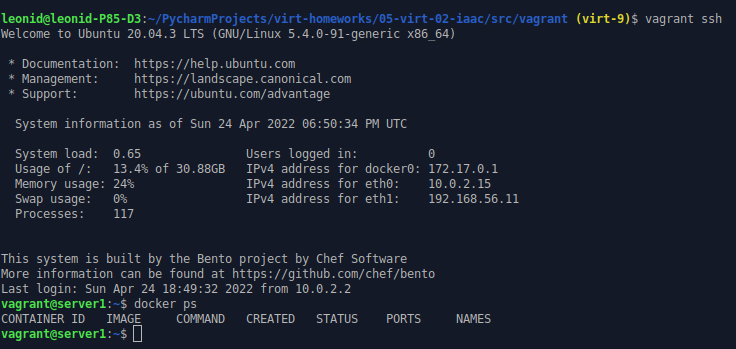 leonid@leonid-P85-D3:~/PycharmProjects/virt-homeworks/05-virt-02-iaac/src/vagrant (virt-9)$ vagrant ssh
Welcome to Ubuntu 20.04.3 LTS (GNU/Linux 5.4.0-91-generic x86_64)
* Documentation:  https://help.ubuntu.com
* Management:     https://landscape.canonical.com
* Support:        https://ubuntu.com/advantage
System information as of Sun 24 Apr 2022 06:50:34 PM UTC
System load:  0.65               Users logged in:          0
Usage of /:   13.4% of 30.88GB   IPv4 address for docker0: 172.17.0.1
Memory usage: 24%                IPv4 address for eth0:    10.0.2.15
Swap usage:   0%                 IPv4 address for eth1:    192.168.56.11
Processes:    117
This system is built by the Bento project by Chef Software
More information can be found at https://github.com/chef/bento
Last login: Sun Apr 24 18:49:32 2022 from 10.0.2.2
vagrant@server1:~$ docker ps
CONTAINER ID   IMAGE     COMMAND   CREATED   STATUS    PORTS     NAMES
vagrant@server1:~$